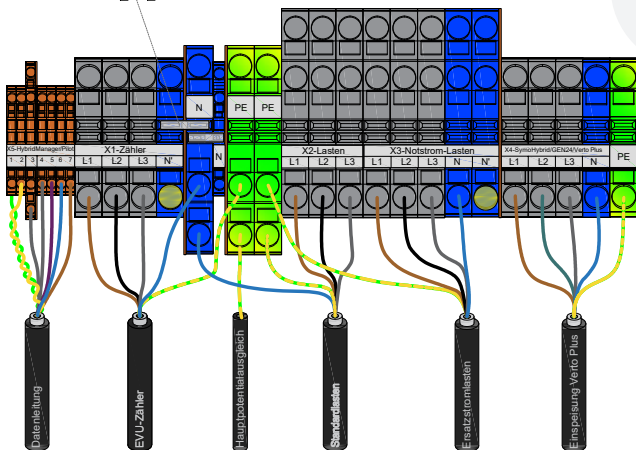 N
PE PE
X5-HybridManager/Pilot
X1-Zähler
N
X2-Lasten
X3-Notstrom-Lasten
X4-Symo/Hybrid/GEN24/Verto Plus
PE
1 2 3 4 5 6 7
L1 L2 L3 N'
L1 L2 L3
L1 L2 L3 N N'
L1 L2 L3 N
Datenleitung
EVU-Zähler
Hauptpotentialausgleich
Standardlasten
Ersatzstromlasten
Einspeisung Verto Plus